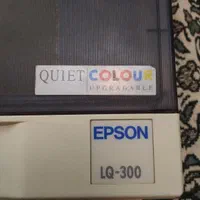 QUIET COLOUR
UPGRADABLE
EPSON
LQ-300